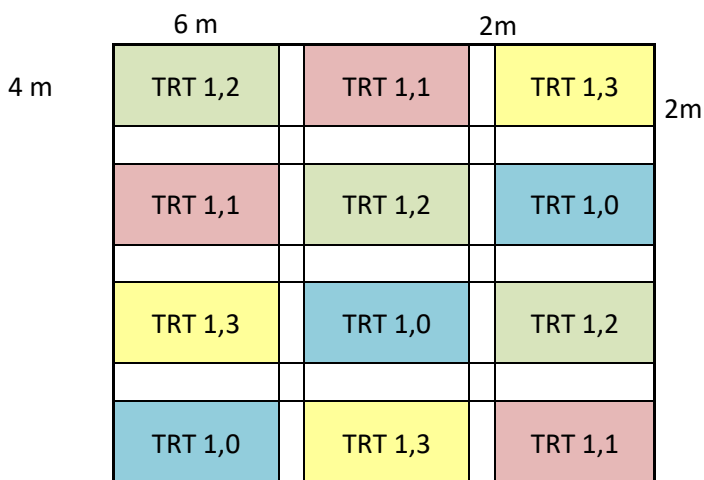 6 m 2m
4 m TRT 1,2 TRT 1,1 TRT 1,3
2m
TRT 1,1 TRT 1,2 TRT 1,0
TRT 1,3 TRT 1,0 TRT 1,2
TRT 1,0 TRT 1,3 TRT 1,1